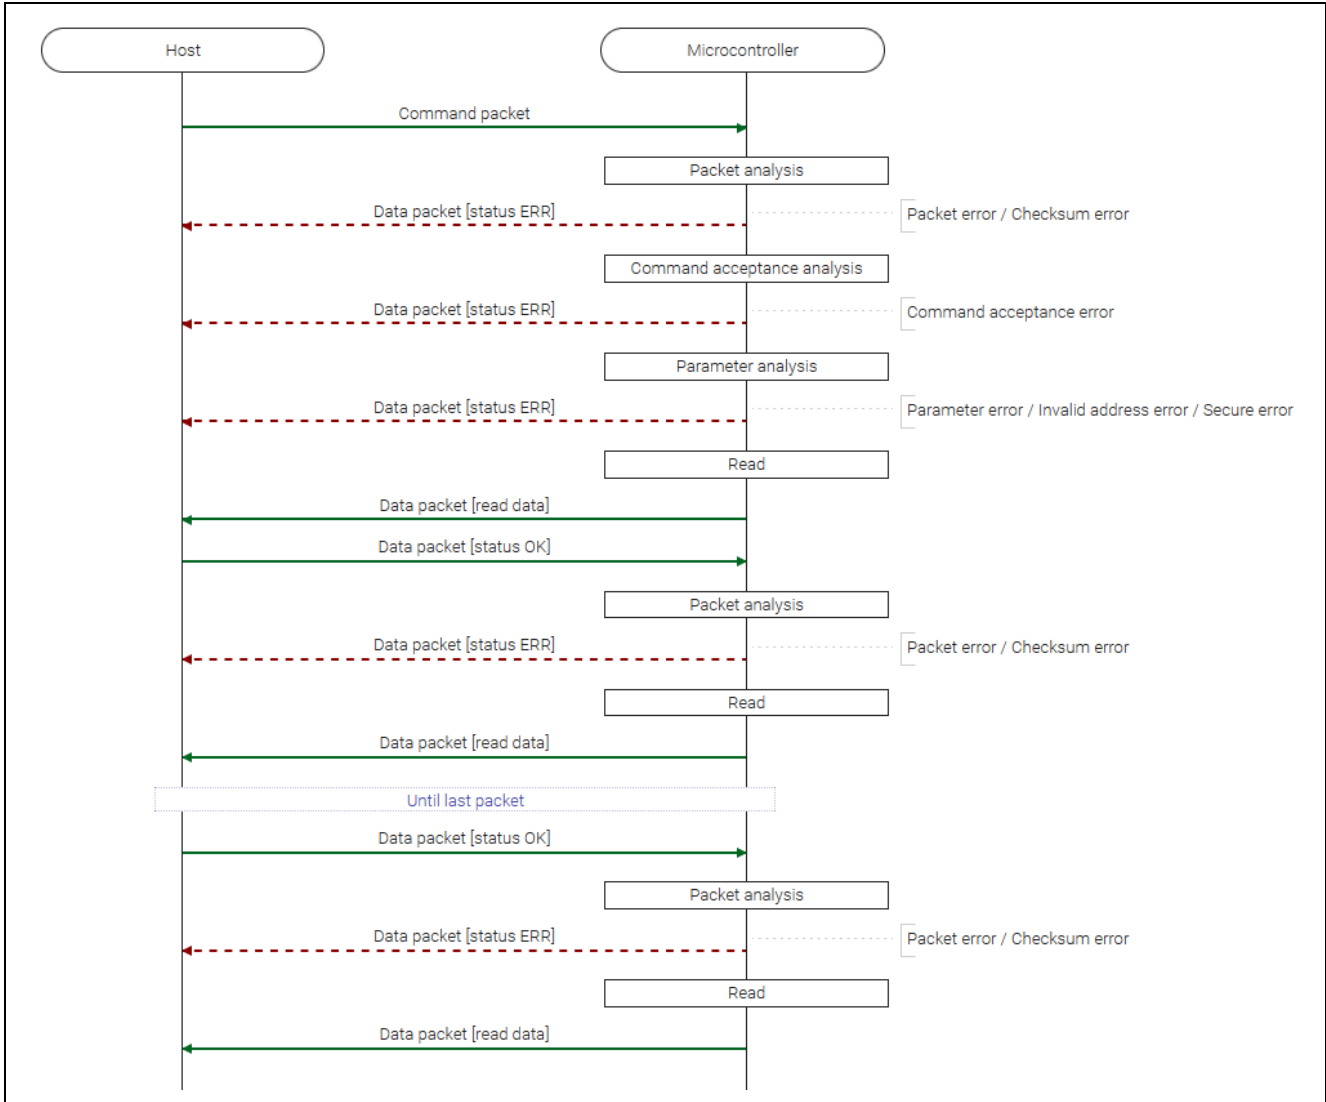 Host
Microcontroller
Command packet
Packet analysis
Data packet [status ERR]
Packet error / Checksum error
Command acceptance analysis
Data packet [status ERR]
Command acceptance error
Parameter analysis
Data packet [status ERR]
Parameter error / Invalid address error / Secure error
Read
Data packet [read data]
Data packet [status OK]
Packet analysis
Data packet [status ERR]
Packet error / Checksum error
Read
Data packet [read data]
Until last packet
Data packet [status OK]
Packet analysis
Data packet [status ERR]
Packet error / Checksum error
Read
Data packet [read data]